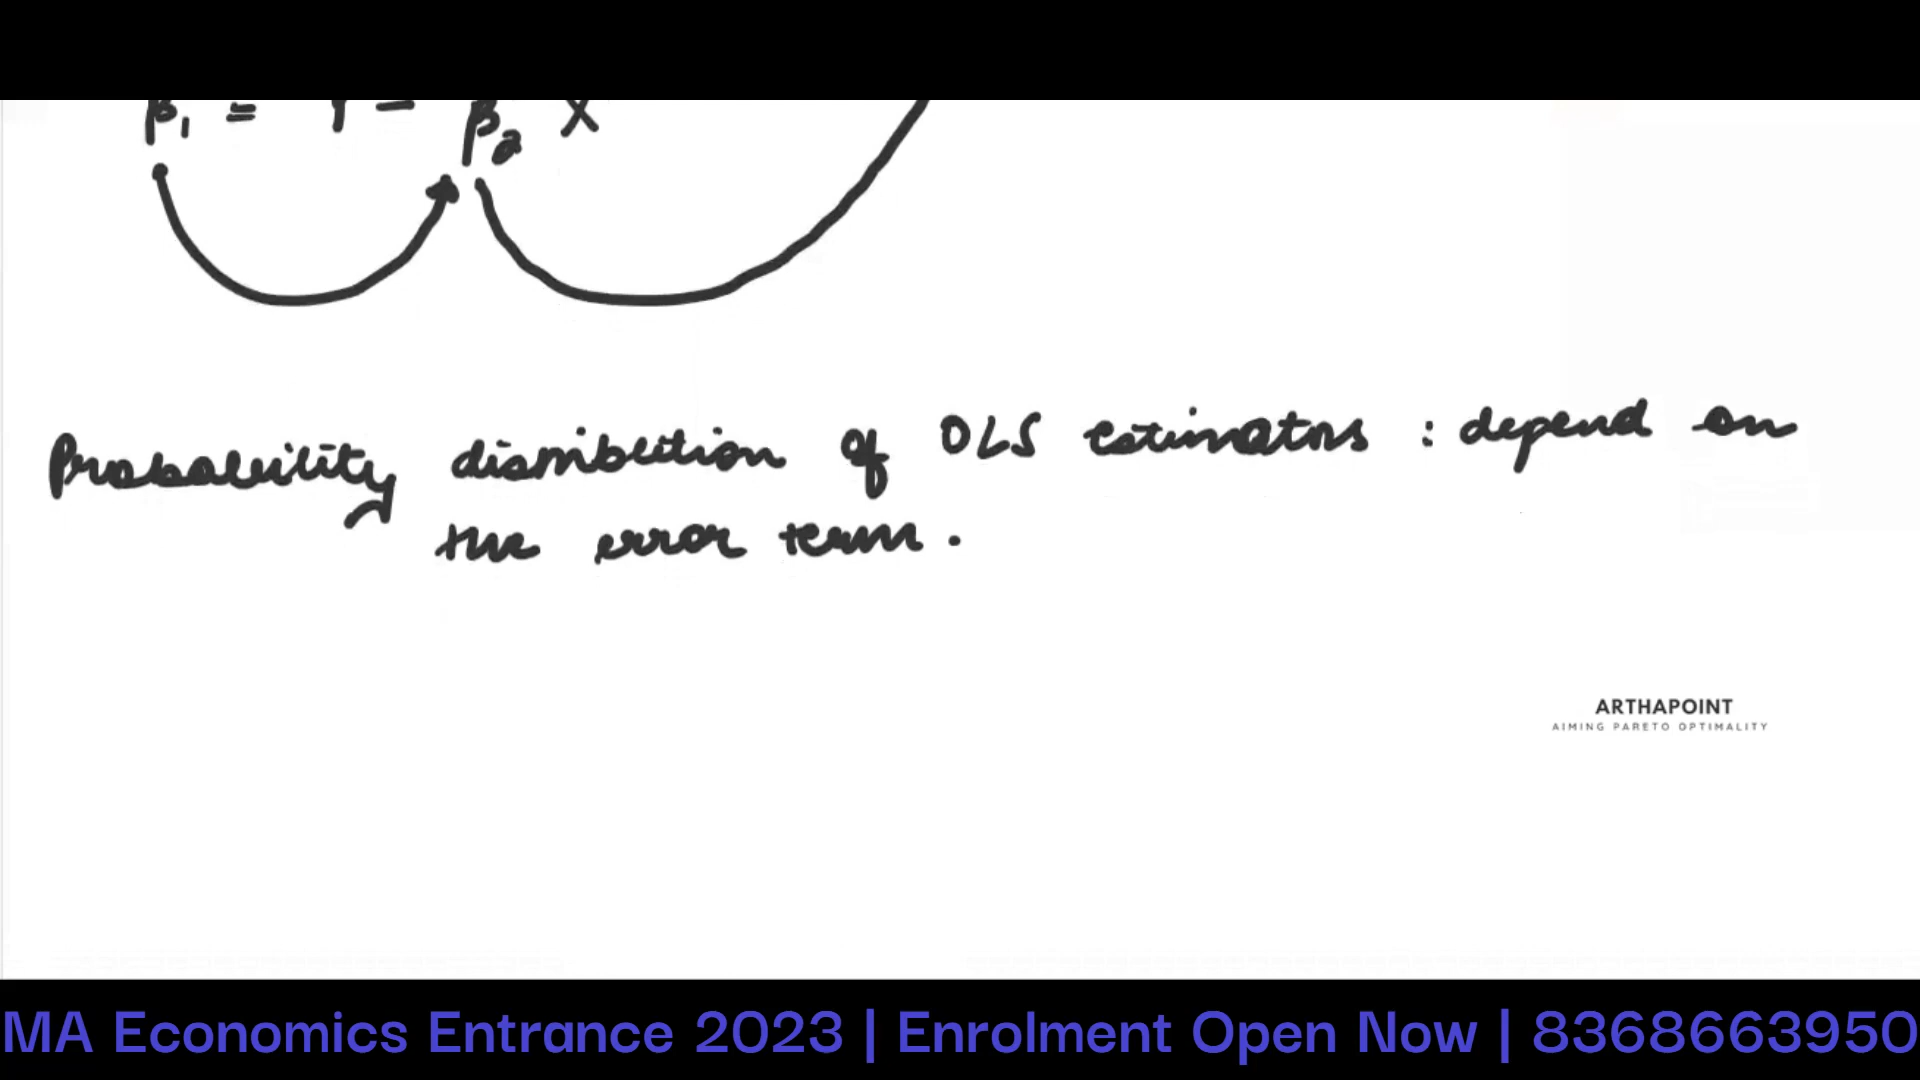 β₁ = Y - β₂ X
Probability distribution of OLS estimators : depend on
the error term.
ARTHAPOINT
AIMING PARETO OPTIMALITY
MA Economics Entrance 2023 | Enrolment Open Now | 8368663950